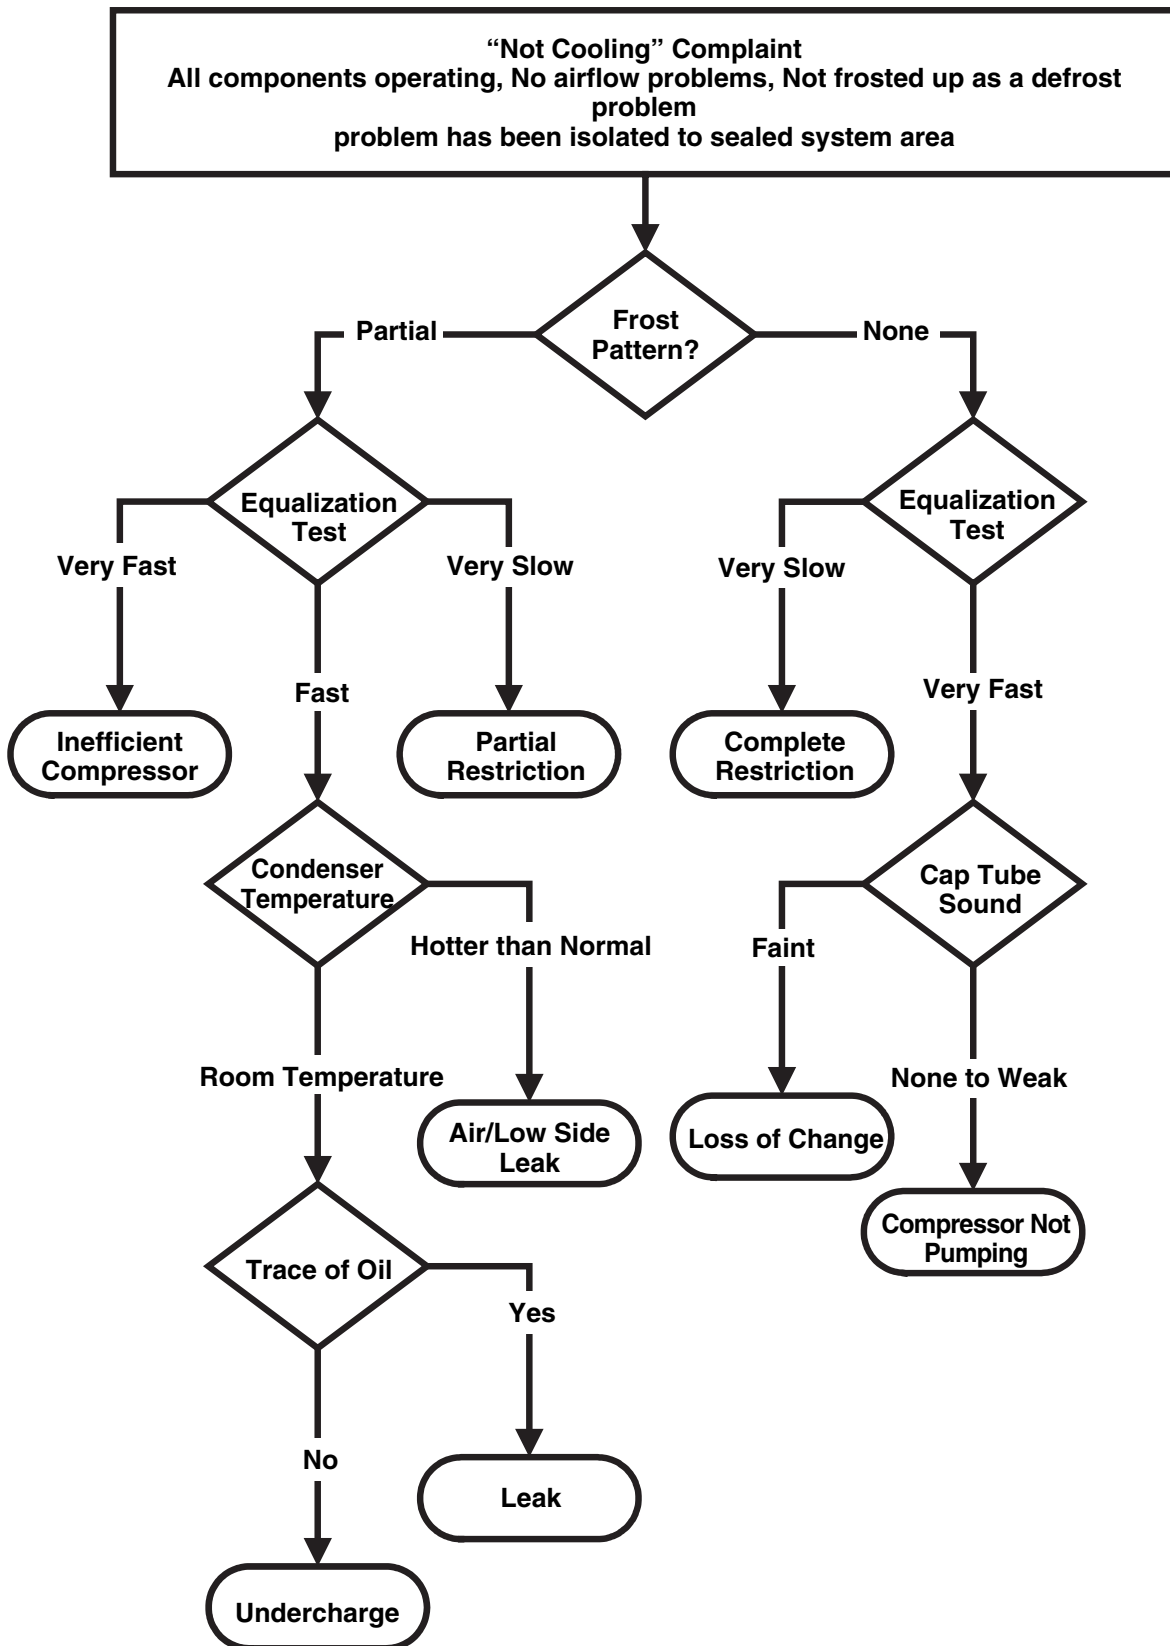 “Not Cooling” Complaint
All components operating, No airflow problems, Not frosted up as a defrost
problem
problem has been isolated to sealed system area
Frost
Pattern?
Partial
None
Equalization
Test
Equalization
Test
Very Fast
Very Slow
Very Slow
Fast
Very Fast
Inefficient
Compressor
Partial
Restriction
Complete
Restriction
Condenser
Temperature
Cap Tube
Sound
Hotter than Normal
Faint
Room Temperature
None to Weak
Air/Low Side
Leak
Loss of Change
Compressor Not
Pumping
Trace of Oil
Yes
No
Leak
Undercharge